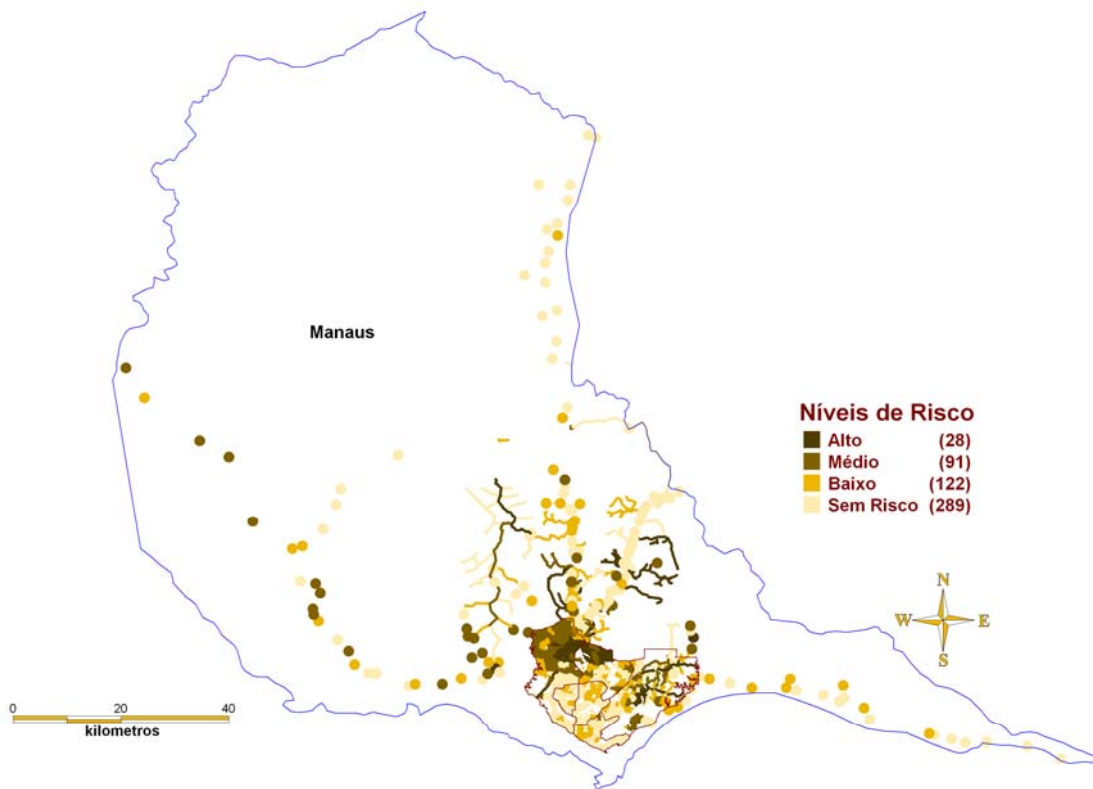 Manaus
Níveis de Risco
Alto (28)
Médio (91)
Baixo (122)
Sem Risco (289)
N
W E
S
0 20 40
kilometros